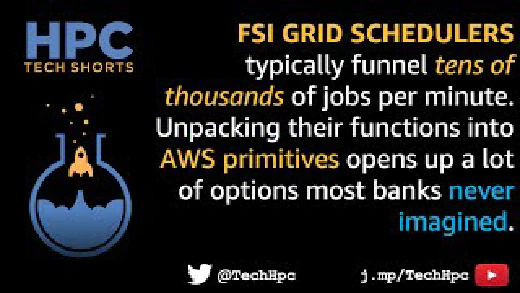 HPC
TECH SHORTS
FSI GRID SCHEDULERS
typically funnel tens of
thousands of jobs per minute.
Unpacking their functions into
AWS primitives opens up a lot
of options most banks never
imagined.
@TechHpc
j.mp/TechHpc